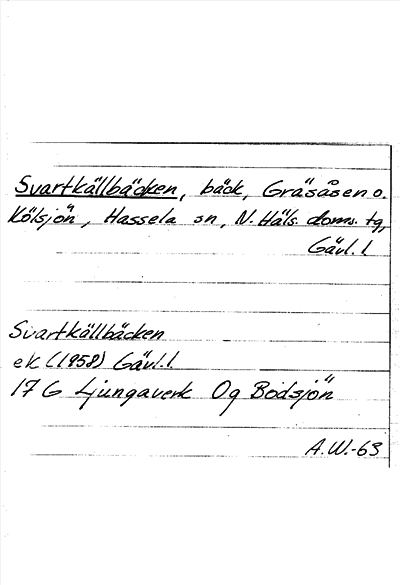 Svartkällbäcken, bäck, Gräsåsen o.
Kölsjön, Hassela sn, N. Häls. doms. tg,
Gävl. l.
Svartkällbäcken
ek (1958) Gävl. l.
17 G Ljungaverk Og Bodsjön
A.W.-63